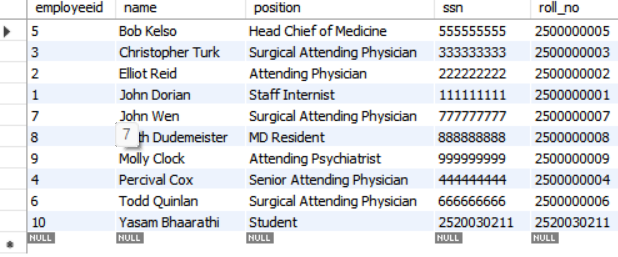 employeeid name position ssn roll_no
5 Bob Kelso Head Chief of Medicine 555555555 2500000005
3 Christopher Turk Surgical Attending Physician 333333333 2500000003
2 Elliot Reid Attending Physician 222222222 2500000002
1 John Dorian Staff Internist 111111111 2500000001
7 John Wen Surgical Attending Physician 777777777 2500000007
8 7 th Dudemeister MD Resident 888888888 2500000008
9 Molly Clock Attending Psychiatrist 999999999 2500000009
4 Percival Cox Senior Attending Physician 444444444 2500000004
6 Todd Quinlan Surgical Attending Physician 666666666 2500000006
10 Yasam Bhaarathi Student 2520030211 2520030211
NULL NULL NULL NULL NULL